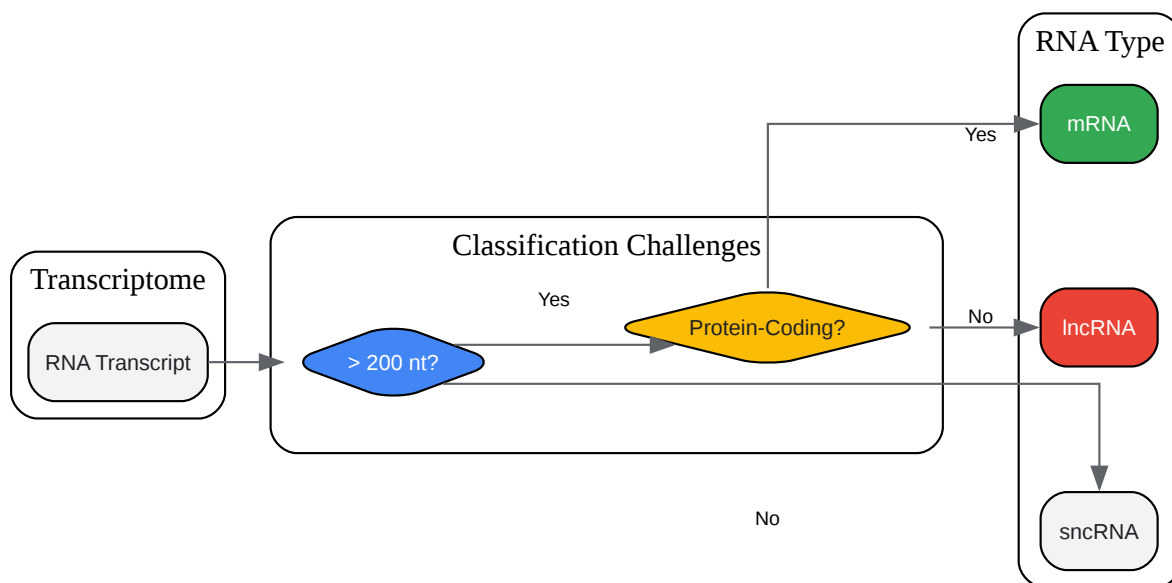 RNA Type
mRNA
Yes
Classification Challenges
Transcriptome
Yes
Protein-Coding?
No
lncRNA
RNA Transcript
> 200 nt?
No
sncRNA